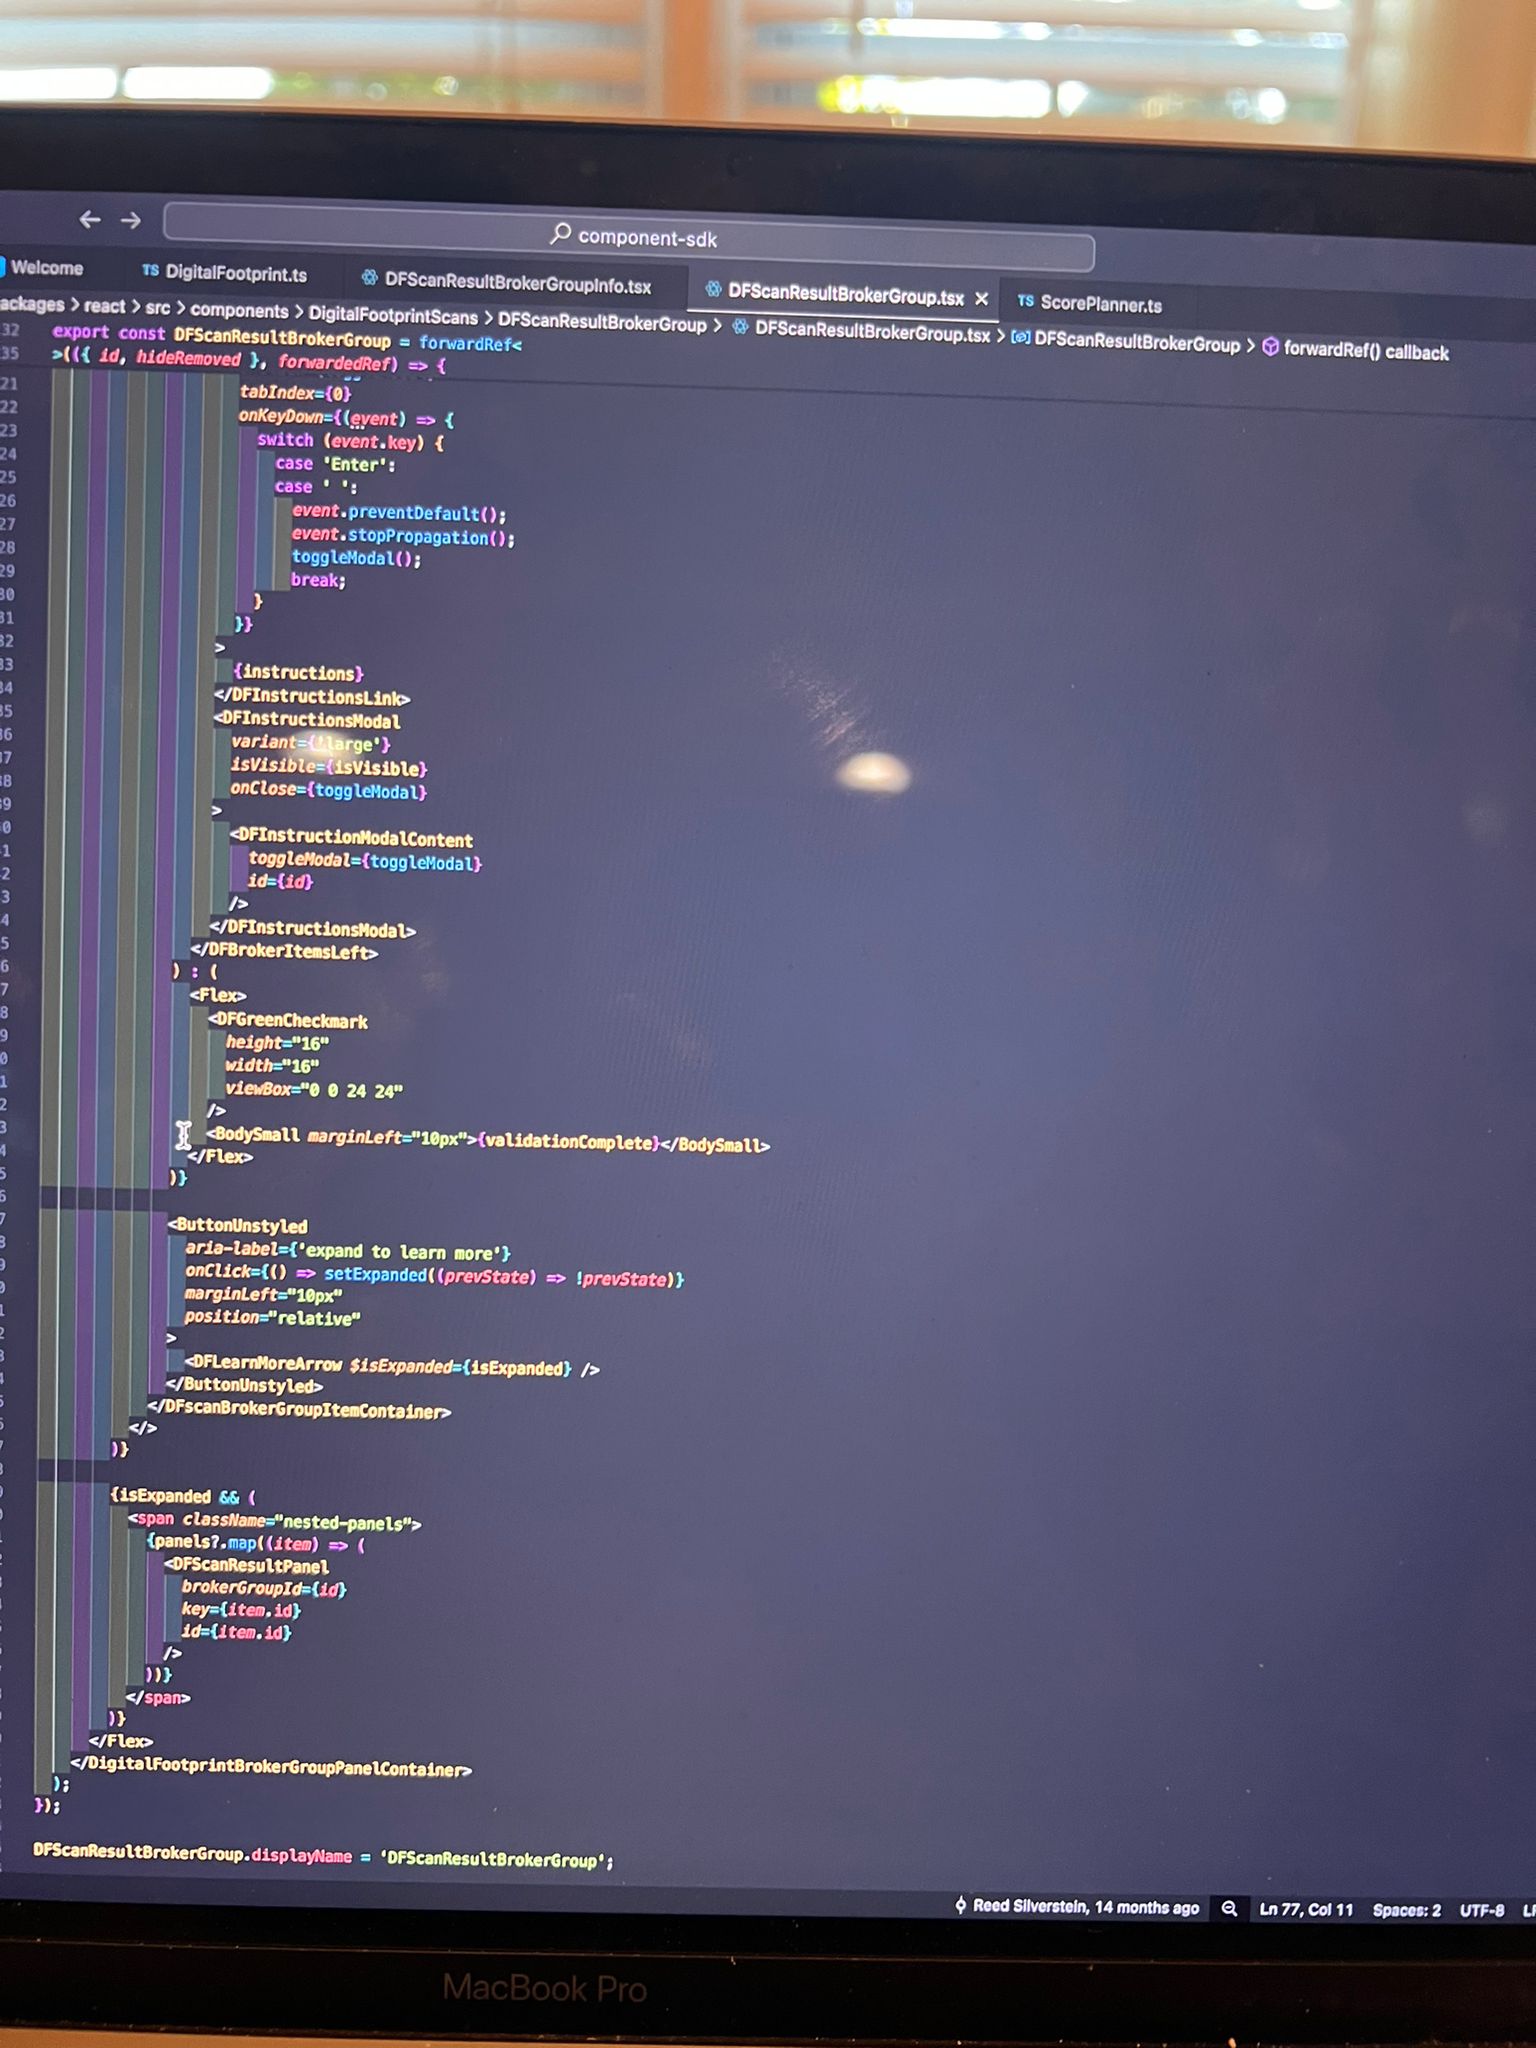 component-sdk
Welcome
TS DigitalFootprint.ts
DFScanResultBrokerGroupInfo.tsx
DFScanResultBrokerGroup.tsx ×
TS ScorePlanner.ts
ackages > react > src > components > DigitalFootprintScans > DFScanResultBrokerGroup > DFScanResultBrokerGroup.tsx > DFScanResultBrokerGroup > forwardRef() callback
32 export const DFScanResultBrokerGroup = forwardRef<
35 >(({ id, hideRemoved }, forwardedRef) => {
21 tabIndex={0}
22 onKeyDown={(event) => {
23 switch (event.key) {
24 case 'Enter':
25 case ' ':
26 event.preventDefault();
27 event.stopPropagation();
28 toggleModal();
29 break;
30 }
31 }}
32 >
33 {instructions}
34 </DFInstructionsLink>
35 <DFInstructionsModal
36 variant={'large'}
37 isVisible={isVisible}
38 onClose={toggleModal}
39 >
0 <DFInstructionModalContent
1 toggleModal={toggleModal}
2 id={id}
3 />
4 </DFInstructionsModal>
5 </DFBrokerItemsLeft>
6 ) : (
7 <Flex>
8 <DFGreenCheckmark
9 height="16"
0 width="16"
1 viewBox="0 0 24 24"
2 />
3 <BodySmall marginLeft="10px">{validationComplete}</BodySmall>
4 </Flex>
5 )}
6
7 <ButtonUnstyled
8 aria-label={'expand to learn more'}
9 onClick={() => setExpanded((prevState) => !prevState)}
0 marginLeft="10px"
1 position="relative"
2 >
3 <DFLearnMoreArrow $isExpanded={isExpanded} />
4 </ButtonUnstyled>
5 </DFscanBrokerGroupItemContainer>
6 </>
7 )}
{isExpanded && (
<span className="nested-panels">
{panels?.map((item) => (
<DFScanResultPanel
brokerGroupId={id}
key={item.id}
id={item.id}
/>
))}
</span>
)}
</Flex>
</DigitalFootprintBrokerGroupPanelContainer>
);
});
DFScanResultBrokerGroup.displayName = 'DFScanResultBrokerGroup';
Reed Silverstein, 14 months ago
Ln 77, Col 11
Spaces: 2
UTF-8
LF
MacBook Pro